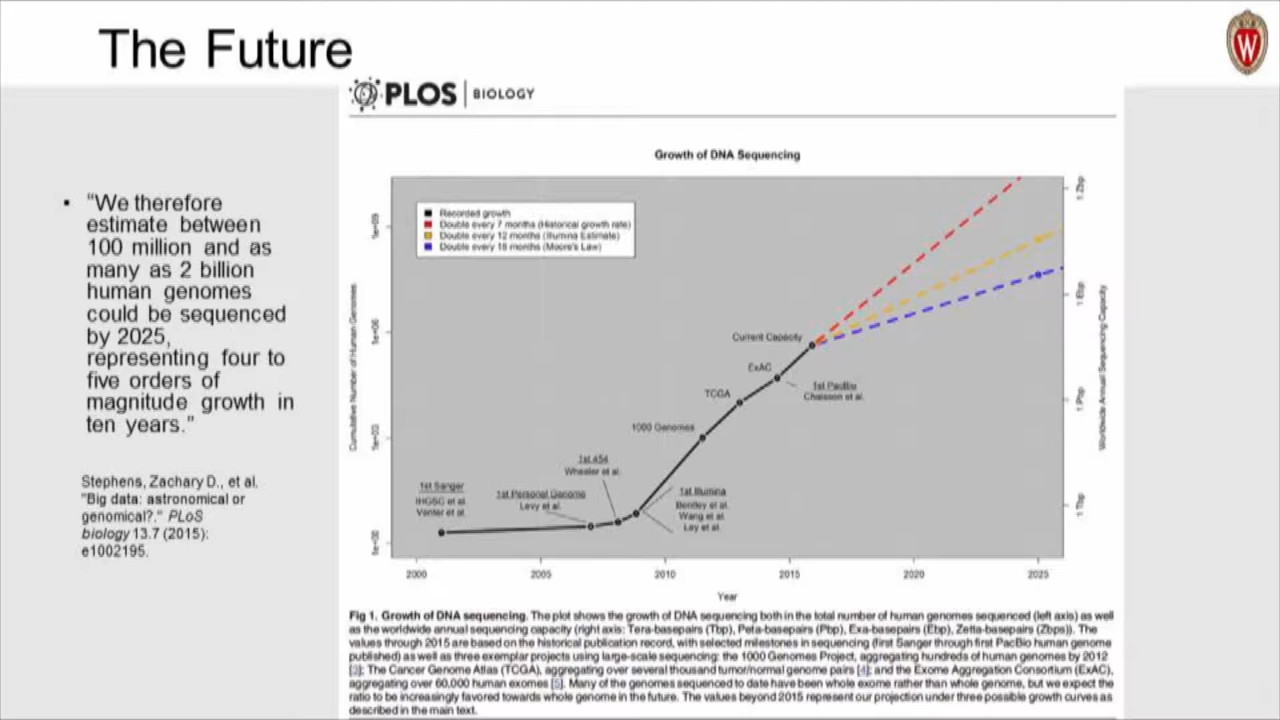 The Future
W
PLOS BIOLOGY
Growth of DNA Sequencing
• "We therefore
estimate between
100 million and as
many as 2 billion
human genomes
could be sequenced
by 2025,
representing four to
five orders of
magnitude growth in
ten years."
Stephens, Zachary D., et al.
"Big data: astronomical or
genomical?." PLoS
biology 13.7 (2015):
e1002195.
Recorded growth
Double every 7 months (Historical growth rate)
Double every 12 months (Illumina Estimate)
Double every 18 months (Moore's Law)
Cumulative Number of Human Genomes
1e+09
1e+06
1e+03
1e+00
Worldwide Annual Sequencing Capacity
1 Zbp
1 Ebp
1 Pbp
1 Tbp
Current Capacity
ExAC
1st PacBio
Chaisson et al.
TCGA
1000 Genomes
1st 454
Wheeler et al.
1st Sanger
IHGSC et al.
Venter et al.
1st Personal Genome
Levy et al.
1st Illumina
Bentley et al.
Wang et al.
Ley et al.
2000 2005 2010 2015 2020 2025
Year
Fig 1. Growth of DNA sequencing. The plot shows the growth of DNA sequencing both in the total number of human genomes sequenced (left axis) as well
as the worldwide annual sequencing capacity (right axis: Tera-basepairs (Tbp), Peta-basepairs (Pbp), Exa-basepairs (Ebp), Zetta-basepairs (Zbps)). The
values through 2015 are based on the historical publication record, with selected milestones in sequencing (first Sanger through first PacBio human genome
published) as well as three exemplar projects using large-scale sequencing: the 1000 Genomes Project, aggregating hundreds of human genomes by 2012
[3]; the Cancer Genome Atlas (TCGA), aggregating over several thousand tumor/normal genome pairs [4]; and the Exome Aggregation Consortium (ExAC),
aggregating over 60,000 human exomes [5]. Many of the genomes sequenced to date have been whole exome rather than whole genome, but we expect the
ratio to be increasingly favored towards whole genome in the future. The values beyond 2015 represent our projection under three possible growth curves as
described in the main text.